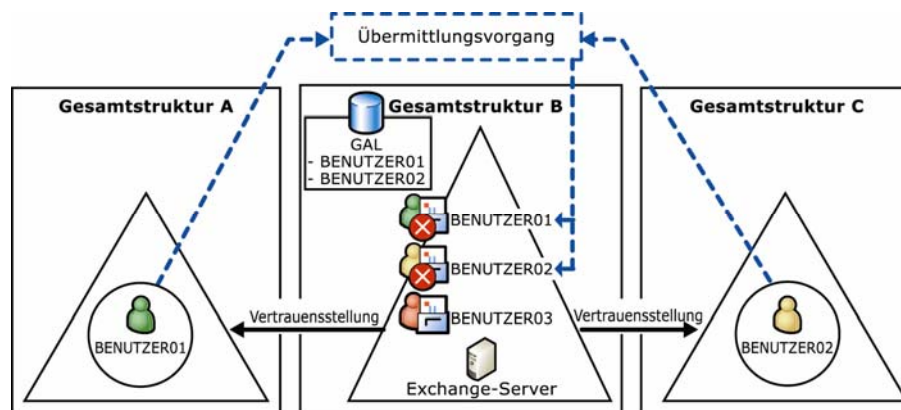 Übermittlungsvorgang
Gesamtstruktur A
Gesamtstruktur B
Gesamtstruktur C
GAL
- BENUTZER01
- BENUTZER02
BENUTZER01
BENUTZER02
BENUTZER03
Vertrauensstellung
Vertrauensstellung
BENUTZER01
BENUTZER02
Exchange-Server